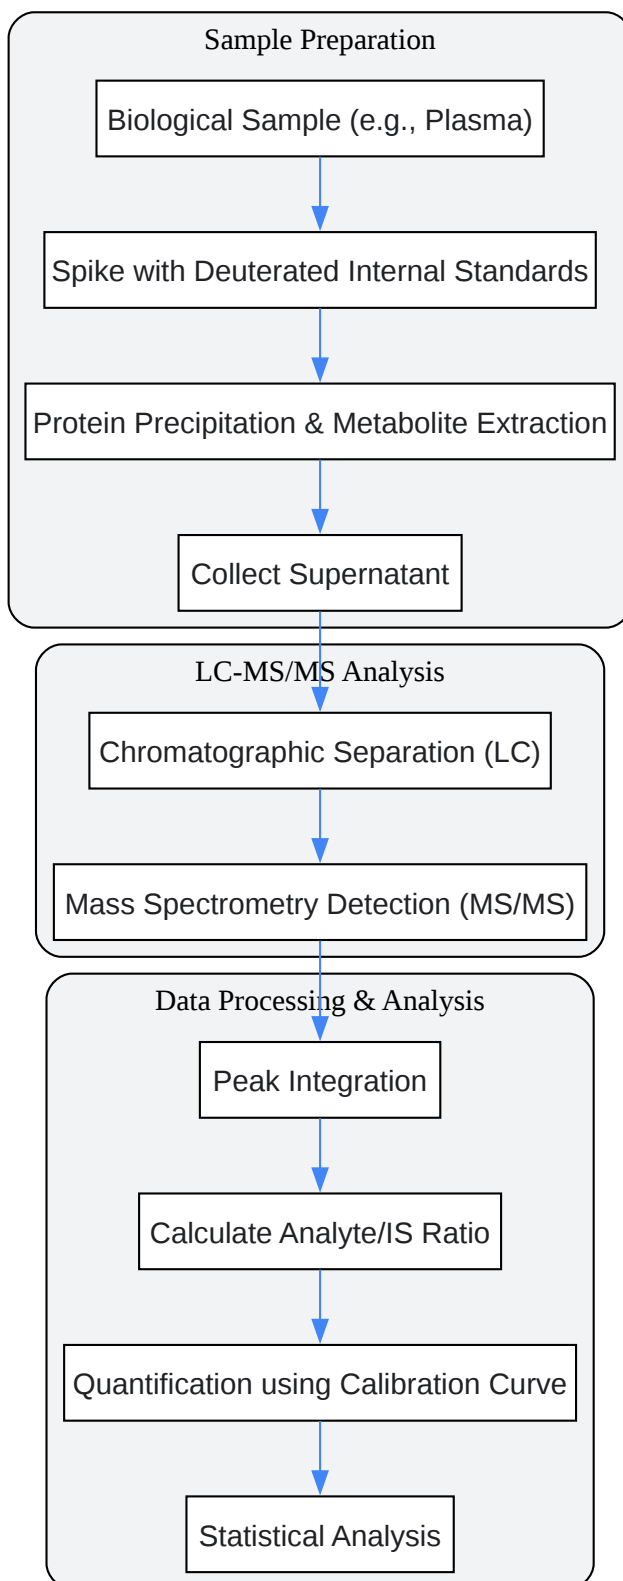 Sample Preparation
Biological Sample (e.g., Plasma)
Spike with Deuterated Internal Standards
Protein Precipitation & Metabolite Extraction
Collect Supernatant
LC-MS/MS Analysis
Chromatographic Separation (LC)
Mass Spectrometry Detection (MS/MS)
Data Processing & Analysis
Peak Integration
Calculate Analyte/IS Ratio
Quantification using Calibration Curve
Statistical Analysis